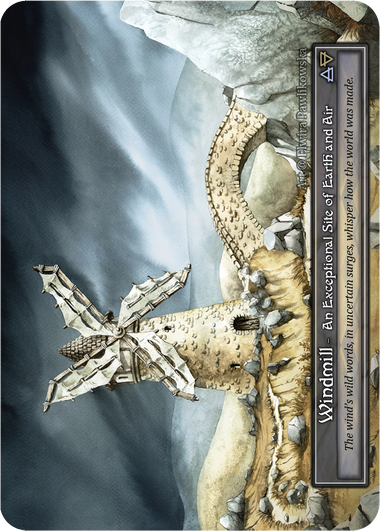 Art © Elvira Pawlikowska
Windmill – An Exceptional Site of Earth and Air
The wind's wild words, in uncertain surges, whisper how the world was made.